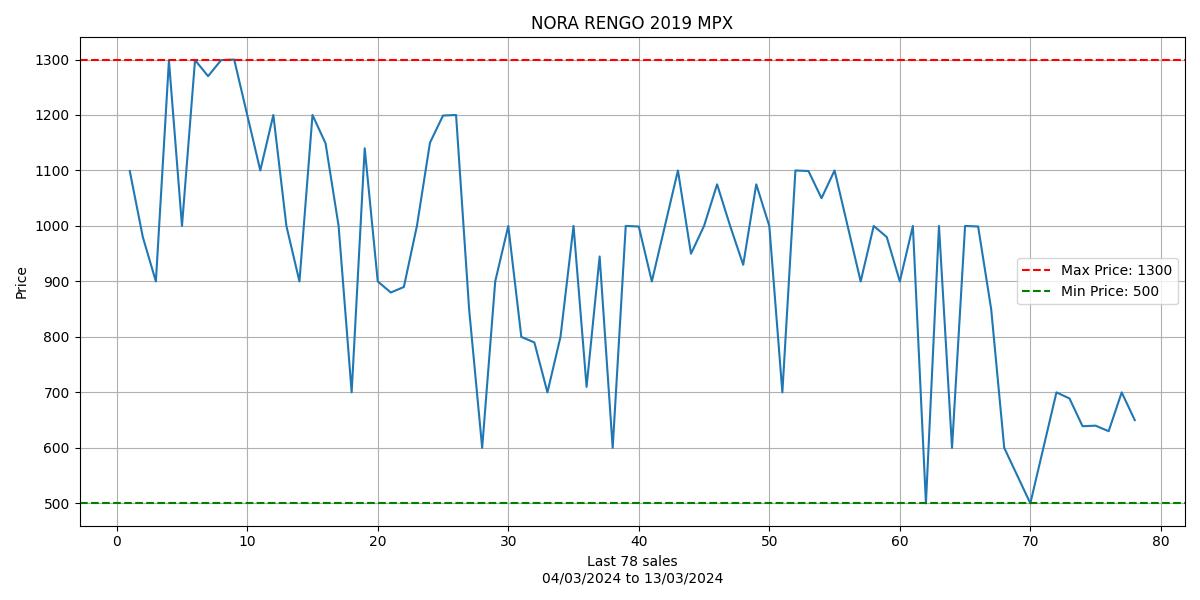 NORA RENGO 2019 MPX
1300
1200
1100
1000
900
800
700
600
500
Price
Max Price: 1300
Min Price: 500
0 10 20 30 40 50 60 70 80
Last 78 sales
04/03/2024 to 13/03/2024